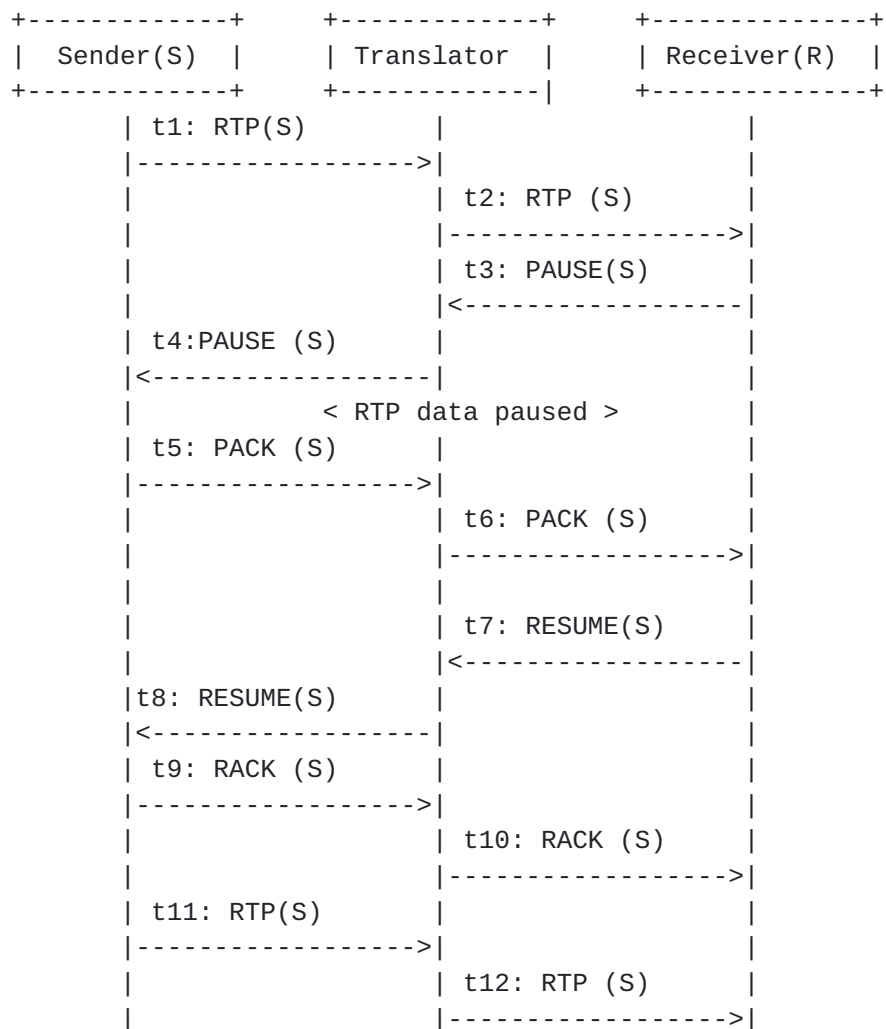 +-------------+     +-------------+     +--------------+
|  Sender(S)  |     | Translator  |     | Receiver(R)  |
+-------------+     +-------------|     +--------------+
       | t1: RTP(S)        |                   |
       |------------------>|                   |
       |                   | t2: RTP (S)       |
       |                   |------------------>|
       |                   | t3: PAUSE(S)      |
       |                   |<------------------|
       | t4:PAUSE (S)      |                   |
       |<------------------|                   |
       |            < RTP data paused >        |
       | t5: PACK (S)      |                   |
       |------------------>|                   |
       |                   | t6: PACK (S)      |
       |                   |------------------>|
       |                   |                   |
       |                   | t7: RESUME(S)     |
       |                   |<------------------|
       |t8: RESUME(S)      |                   |
       |<------------------|                   |
       | t9: RACK (S)      |                   |
       |------------------>|                   |
       |                   | t10: RACK (S)     |
       |                   |------------------>|
       | t11: RTP(S)       |                   |
       |------------------>|                   |
       |                   | t12: RTP (S)      |
       |                   |------------------>|